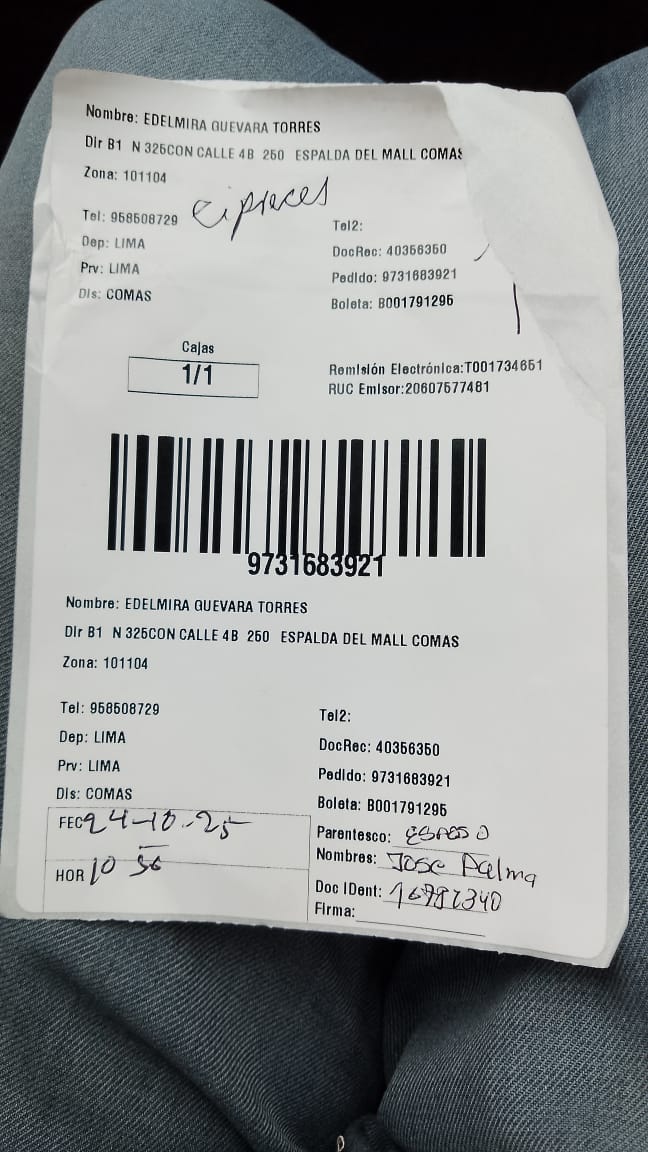 Nombre: EDELMIRA GUEVARA TORRES
Dir B1 N 325CON CALLE 4B 250 ESPALDA DEL MALL COMAS
Zona: 101104
Cipreces
Tel: 958508729
Tel2:
Dep: LIMA
DocRec: 40356350
Prv: LIMA
Pedido: 9731683921
Dis: COMAS
Boleta: B001791295
Cajas
1/1
Remisión Electrónica:T001734651
RUC Emisor:20607577481
9731683921
Nombre: EDELMIRA GUEVARA TORRES
Dir B1 N 325CON CALLE 4B 250 ESPALDA DEL MALL COMAS
Zona: 101104
Tel: 958508729
Tel2:
Dep: LIMA
DocRec: 40356350
Prv: LIMA
Pedido: 9731683921
Dis: COMAS
Boleta: B001791295
FEC 24-10-25
Parentesco: ESPOSO
Nombres: Jose Palma
HOR 10 56
Doc IDent:
Firma: